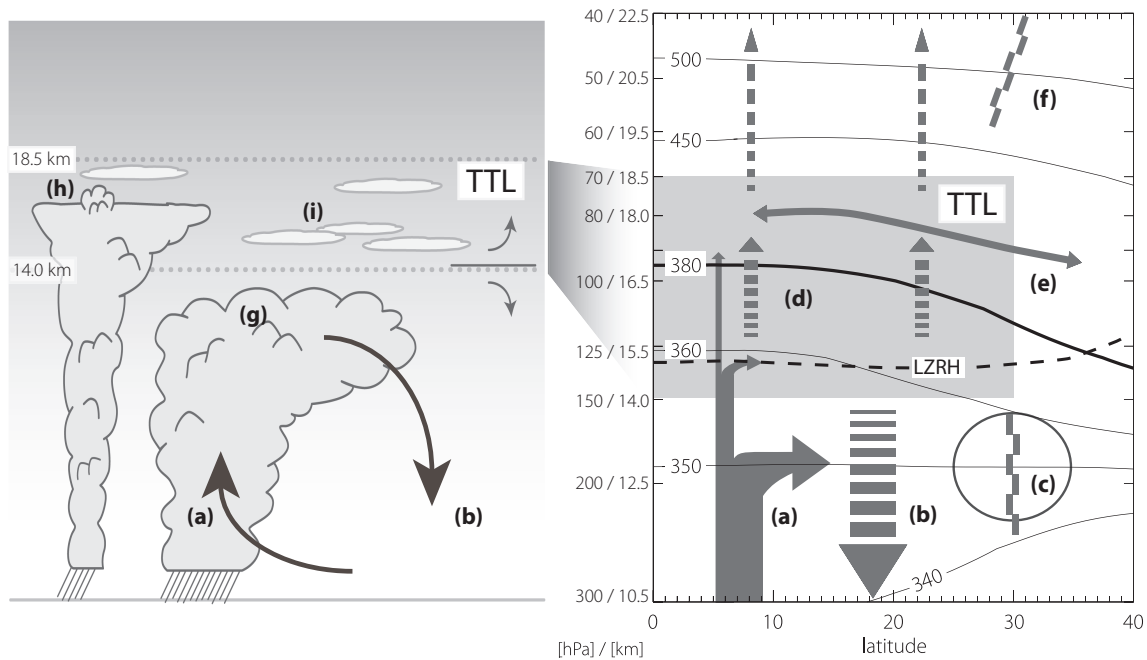 18.5 km
(h)
TTL
(i)
14.0 km
(g)
(a)
(b)
40 / 22.5
50 / 20.5
60 / 19.5
70 / 18.5
80 / 18.0
100 / 16.5
125 / 15.5
150 / 14.0
200 / 12.5
300 / 10.5
[hPa] / [km]
500
450
380
360
350
340
(f)
TTL
(e)
(d)
LZRH
(c)
(a)
(b)
0 10 20 30 40
latitude